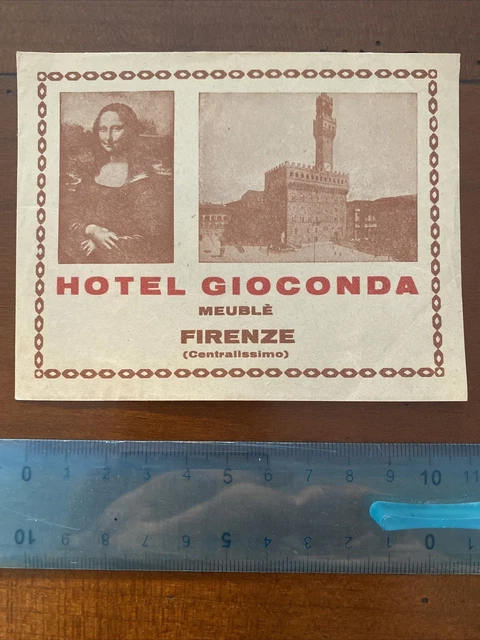 HOTEL GIOCONDA
MEUBLÈ
FIRENZE
(Centralissimo)
0 1 2 3 4 5 6 7 8 9 10 11
10 9 8 7 6 5 4 3 2 1 0 1